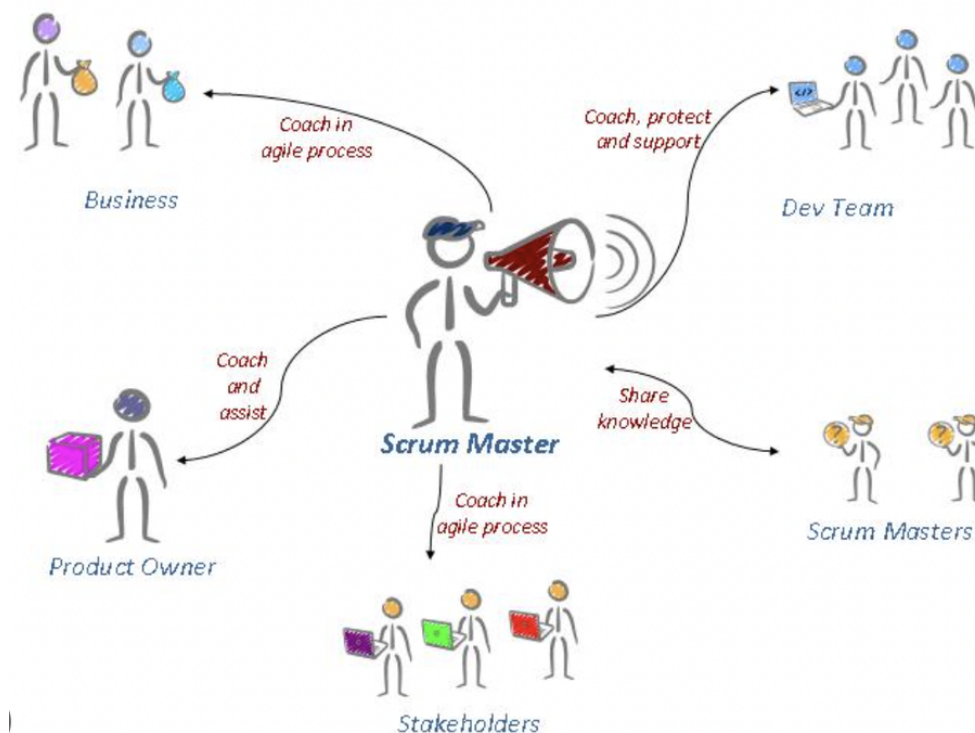 Coach in
agile process
Business
Coach, protect
and support
</>
Dev Team
Coach
and
assist
Product Owner
Scrum Master
Share
knowledge
?
?
Scrum Masters
Coach in
agile process
Stakeholders
)